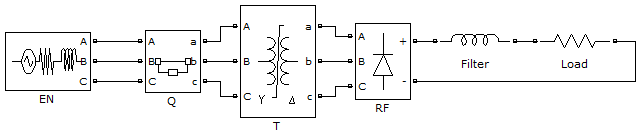 A A a A a A +
B B b B b B
C C c C c C -
Y Δ
EN Q T RF Filter Load